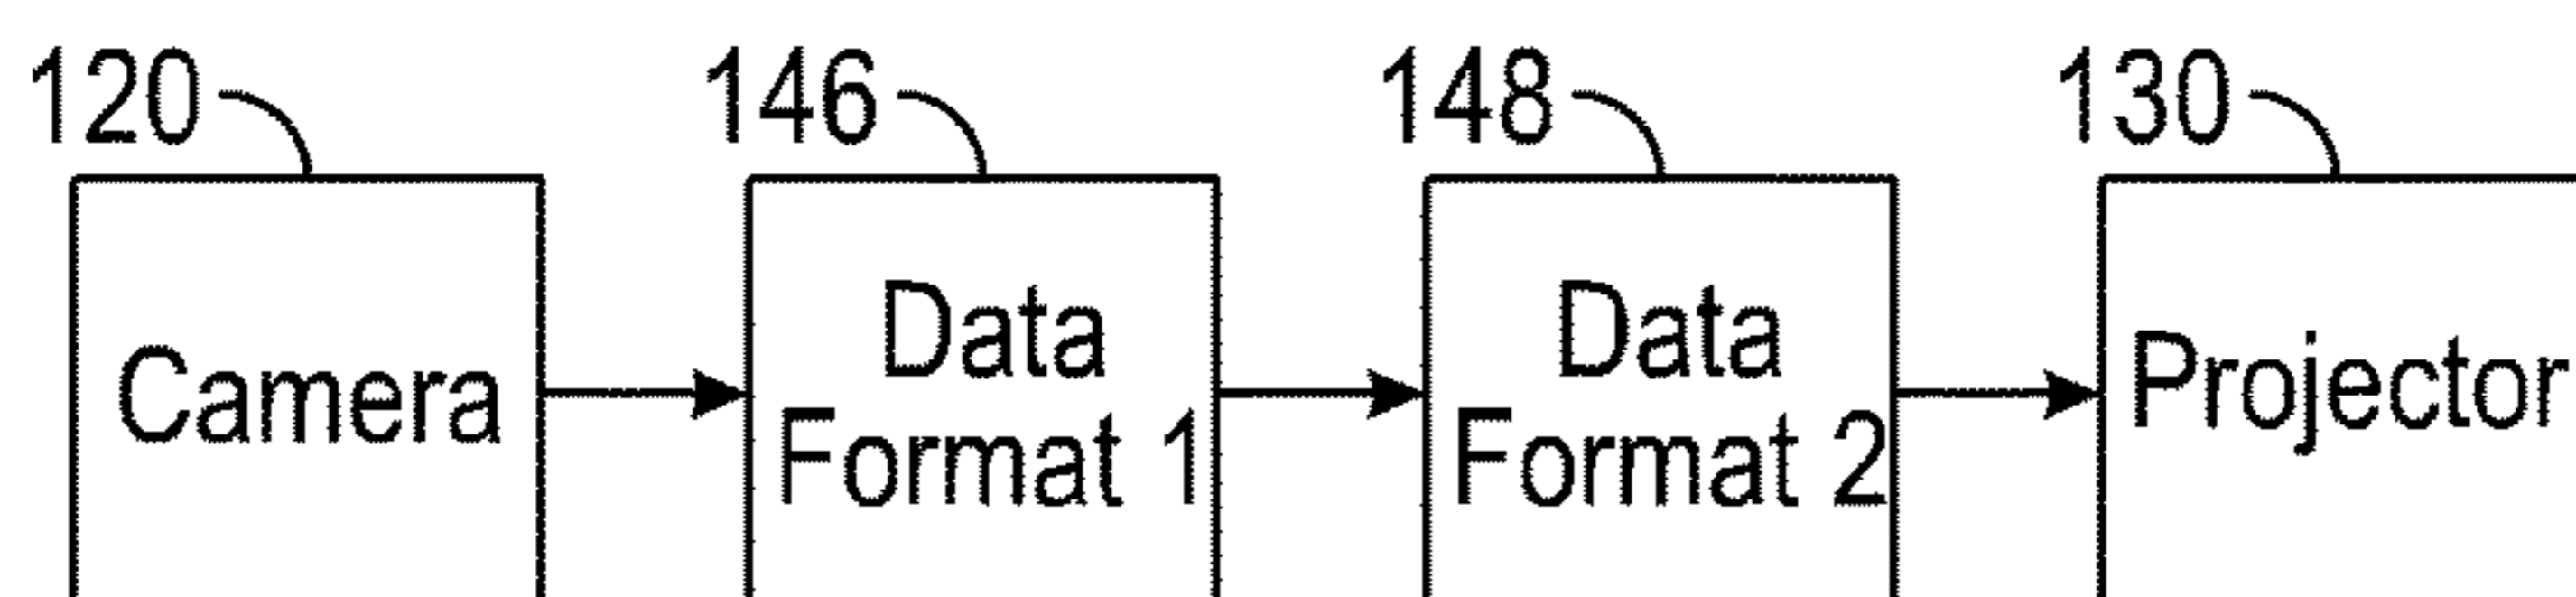 120
146
148
130
Camera
Data
Format 1
Data
Format 2
Projector